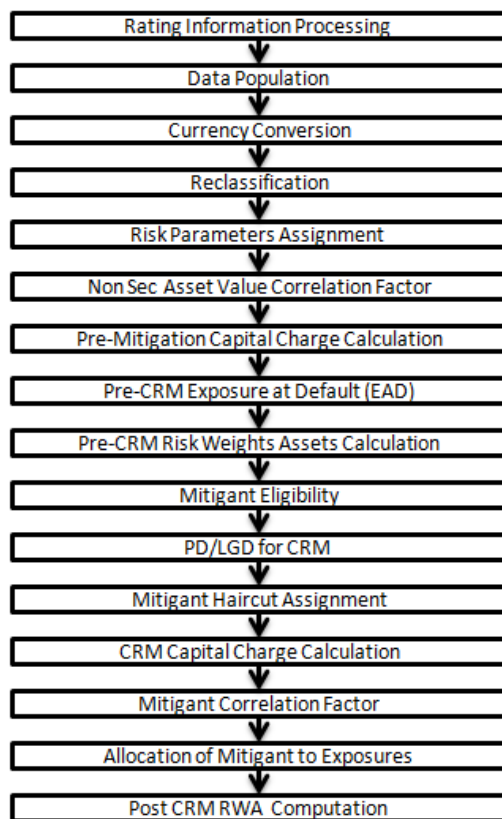 Rating Information Processing
Data Population
Currency Conversion
Reclassification
Risk Parameters Assignment
Non Sec Asset Value Correlation Factor
Pre-Mitigation Capital Charge Calculation
Pre-CRM Exposure at Default (EAD)
Pre-CRM Risk Weights Assets Calculation
Mitigant Eligibility
PD/LGD for CRM
Mitigant Haircut Assignment
CRM Capital Charge Calculation
Mitigant Correlation Factor
Allocation of Mitigant to Exposures
Post CRM RWA Computation